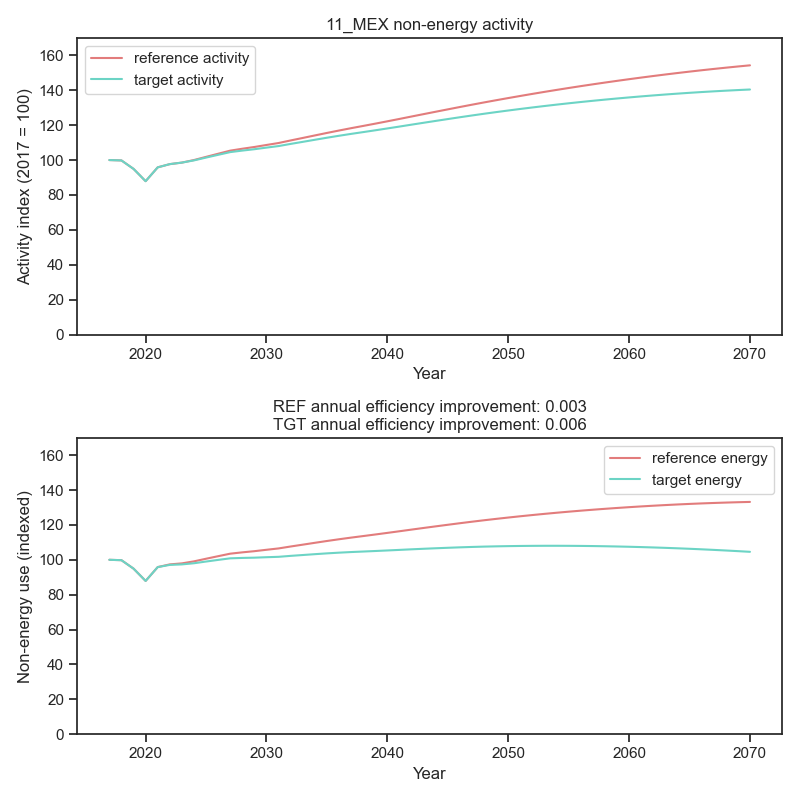 11_MEX non-energy activity
reference activity
target activity
Activity index (2017 = 100)
160
140
120
100
80
60
40
20
0
2020
2030
2040
2050
2060
2070
Year
REF annual efficiency improvement: 0.003
TGT annual efficiency improvement: 0.006
reference energy
target energy
Non-energy use (indexed)
160
140
120
100
80
60
40
20
0
2020
2030
2040
2050
2060
2070
Year